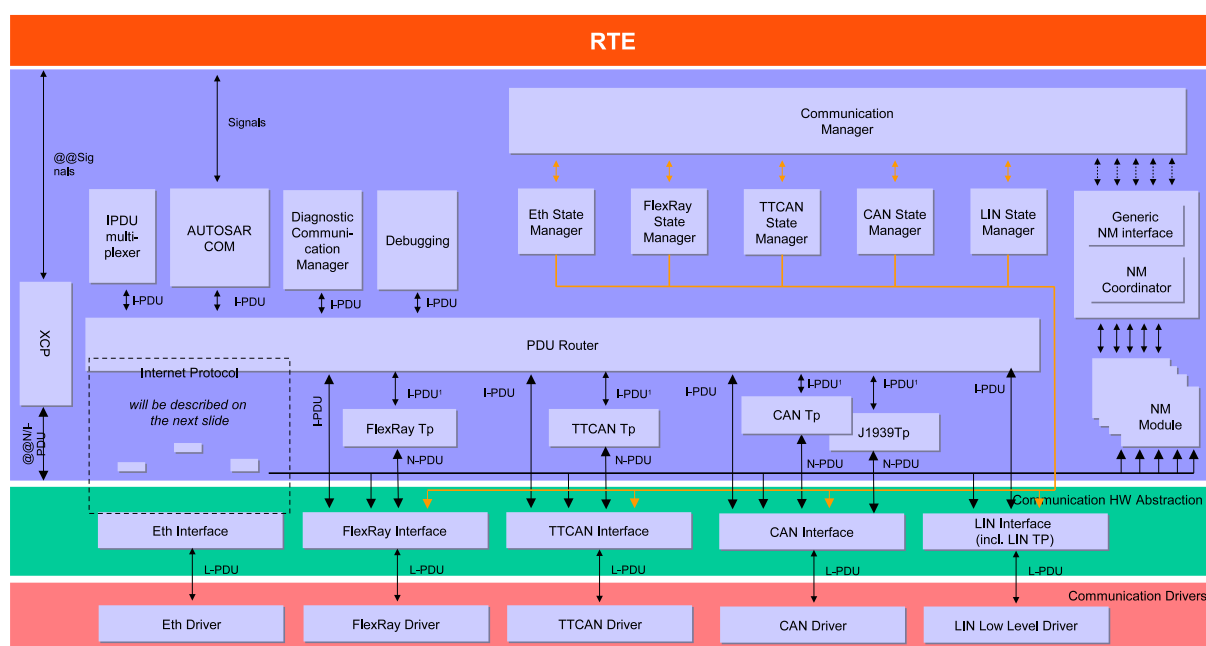 RTE
Signals
@@Sig
nals
Communication
Manager
IPDU
multi-
plexer
AUTOSAR
COM
Diagnostic
Communi-
cation
Manager
Debugging
Eth State
Manager
FlexRay
State
Manager
TTCAN
State
Manager
CAN State
Manager
LIN State
Manager
Generic
NM interface
NM
Coordinator
I-PDU
I-PDU
I-PDU
I-PDU
XCP
PDU Router
Internet Protocol
will be described on
the next slide
I-PDU
I-PDU¹
I-PDU
I-PDU¹
I-PDU
I-PDU¹
I-PDU¹
I-PDU
FlexRay Tp
TTCAN Tp
CAN Tp
J1939Tp
NM
Module
@@N/I-
PDU
N-PDU
N-PDU
N-PDU
N-PDU
Communication HW Abstraction
Eth Interface
FlexRay Interface
TTCAN Interface
CAN Interface
LIN Interface
(incl. LIN TP)
L-PDU
L-PDU
L-PDU
L-PDU
L-PDU
Communication Drivers
Eth Driver
FlexRay Driver
TTCAN Driver
CAN Driver
LIN Low Level Driver